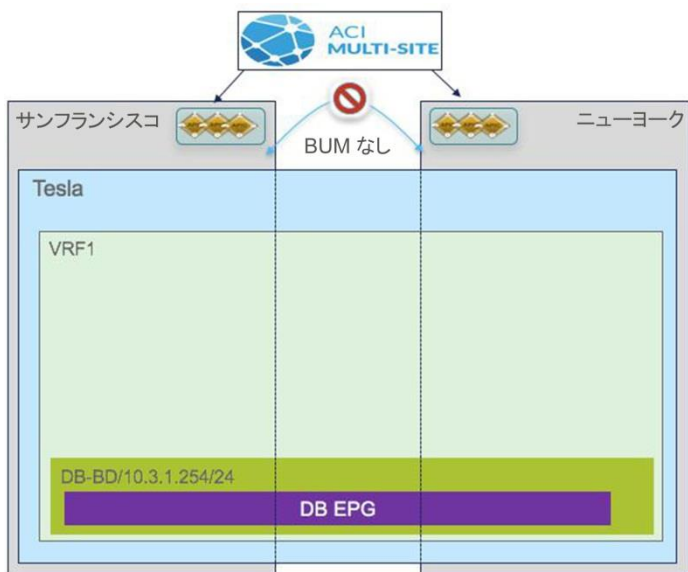 ACI
MULTI-SITE
サンフランシスコ
ニューヨーク
BUM なし
Tesla
VRF1
DB-BD/10.3.1.254/24
DB EPG